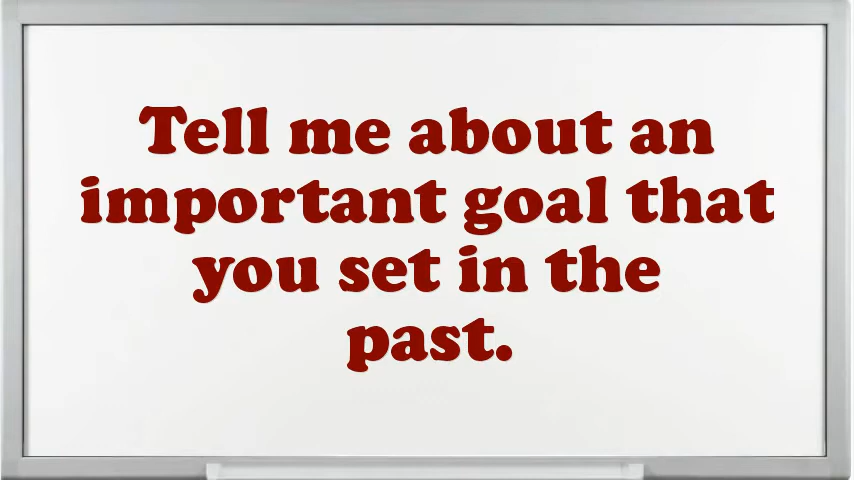 Tell me about an
important goal that
you set in the
past.